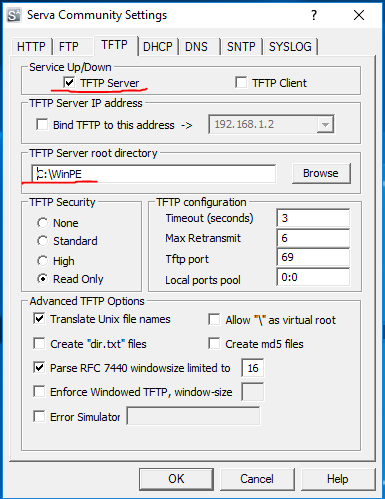 Serva Community Settings
HTTP FTP TFTP DHCP DNS SNTP SYSLOG
Service Up/Down
TFTP Server TFTP Client
TFTP Server IP address
Bind TFTP to this address -> 192.168.1.2
TFTP Server root directory
C:\WinPE Browse
TFTP Security TFTP configuration
None Timeout (seconds) 3
Standard Max Retransmit 6
High Tftp port 69
Read Only Local ports pool 0:0
Advanced TFTP Options
Translate Unix file names Allow "\" as virtual root
Create "dir.txt" files Create md5 files
Parse RFC 7440 windowsize limited to 16
Enforce Windowed TFTP, window-size
Error Simulator
OK Cancel Help